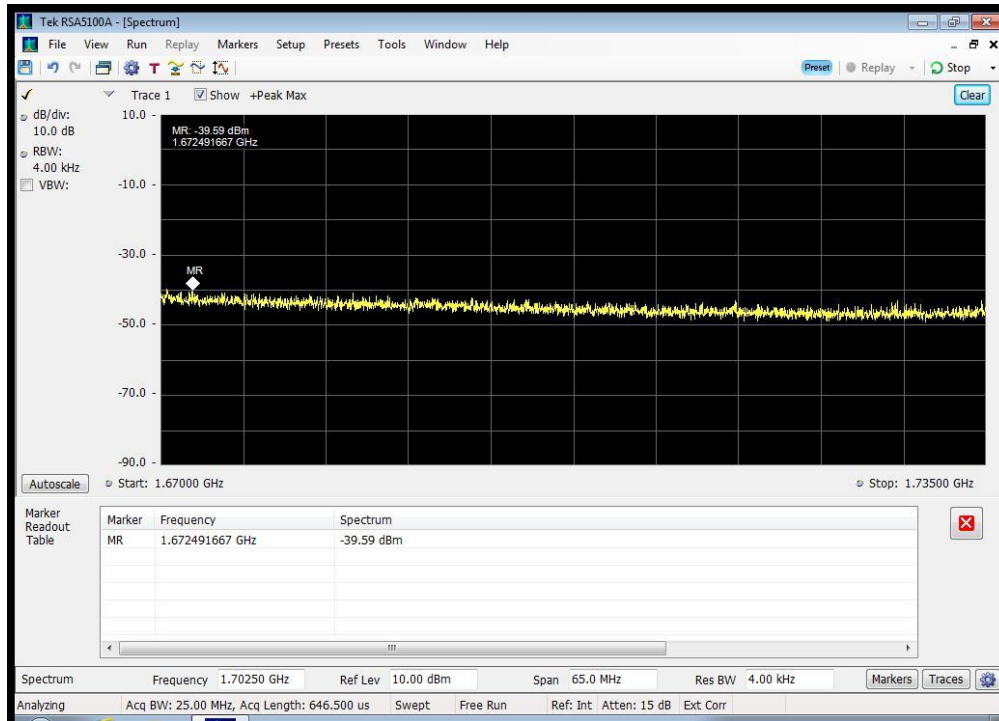 Tek RSA5100A - [Spectrum]
File View Run Replay Markers Setup Presets Tools Window Help
T Preset Replay Stop
Trace 1 Show +Peak Max Clear
dB/div:
10.0 dB
RBW:
4.00 kHz
VBW:
10.0
MR: -39.59 dBm
1.672491667 GHz
-10.0
-30.0
MR
-50.0
-70.0
-90.0
Autoscale Start: 1.67000 GHz Stop: 1.73500 GHz
Marker
Readout
Table
Marker Frequency Spectrum
MR 1.672491667 GHz -39.59 dBm
Spectrum Frequency 1.70250 GHz Ref Lev 10.00 dBm Span 65.0 MHz Res BW 4.00 kHz Markers Traces
Analyzing Acq BW: 25.00 MHz, Acq Length: 646.500 us Swept Free Run Ref: Int Atten: 15 dB Ext Corr